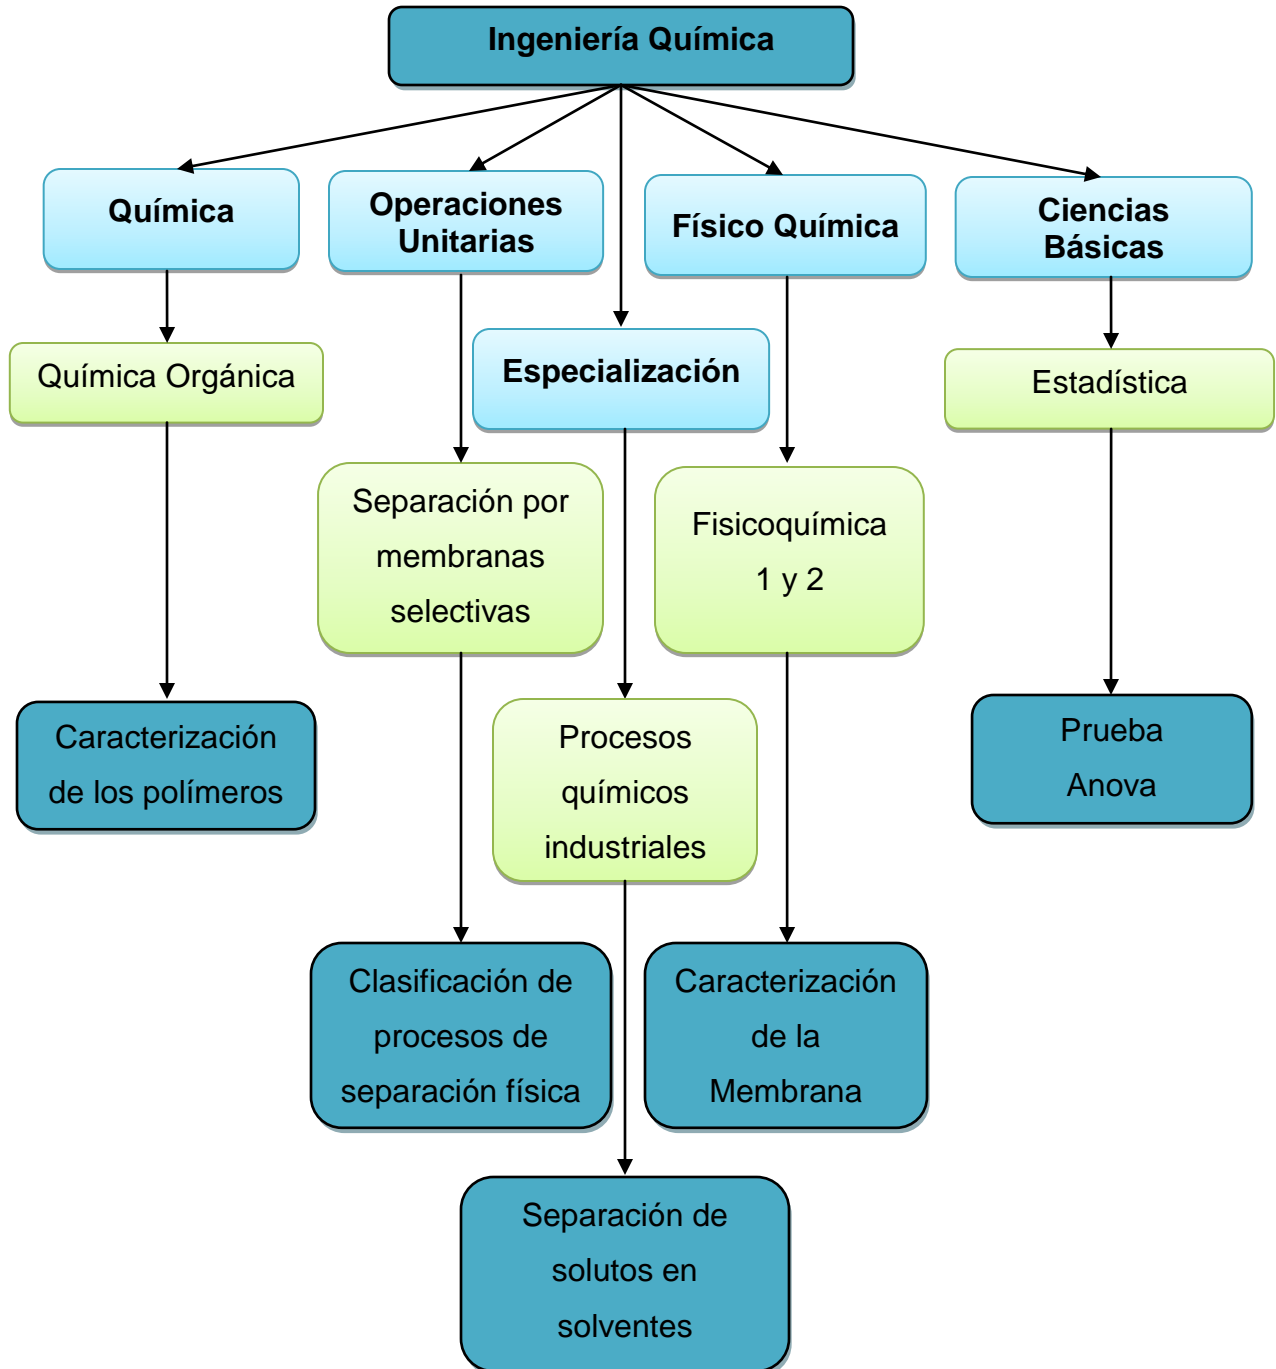 Ingeniería Química
Química
Operaciones
Unitarias
Físico Química
Ciencias
Básicas
Química Orgánica
Especialización
Estadística
Separación por
membranas
selectivas
Fisicoquímica
1 y 2
Caracterización
de los polímeros
Procesos
químicos
industriales
Prueba
Anova
Clasificación de
procesos de
separación física
Caracterización
de la
Membrana
Separación de
solutos en
solventes